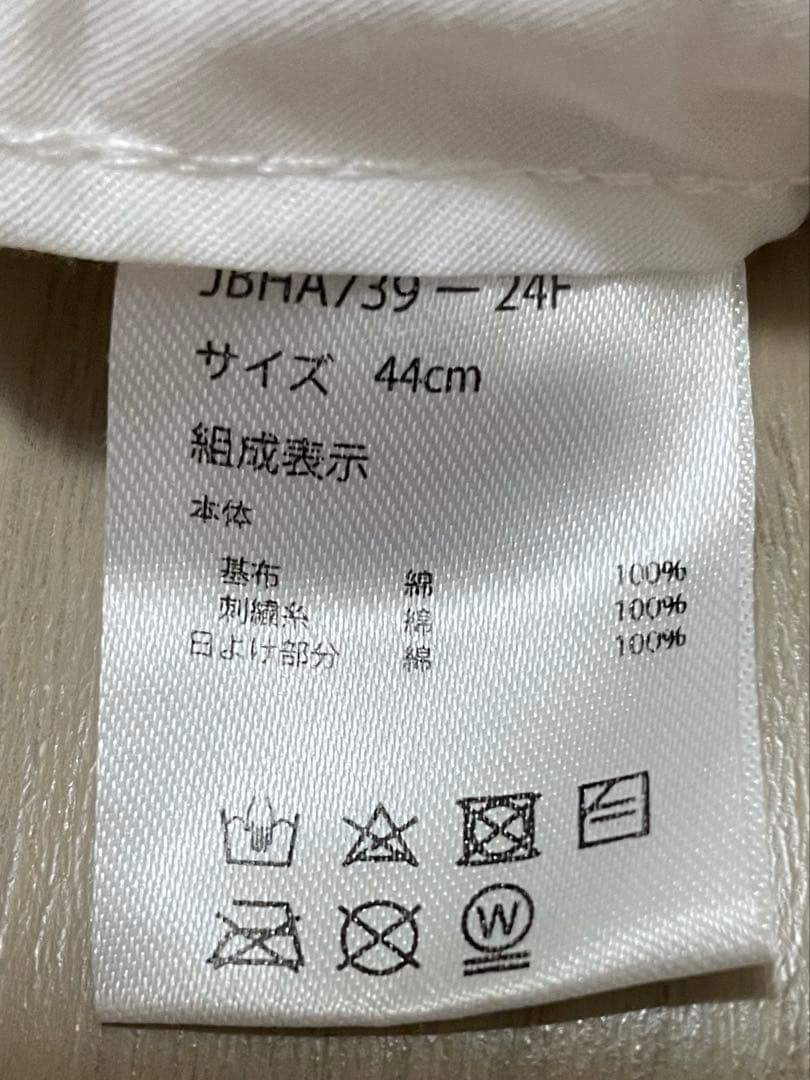 JBHA739 — 24F
サイズ 44cm
組成表示
本体
基布 綿 100%
刺繍糸 綿 100%
日よけ部分 綿 100%
W